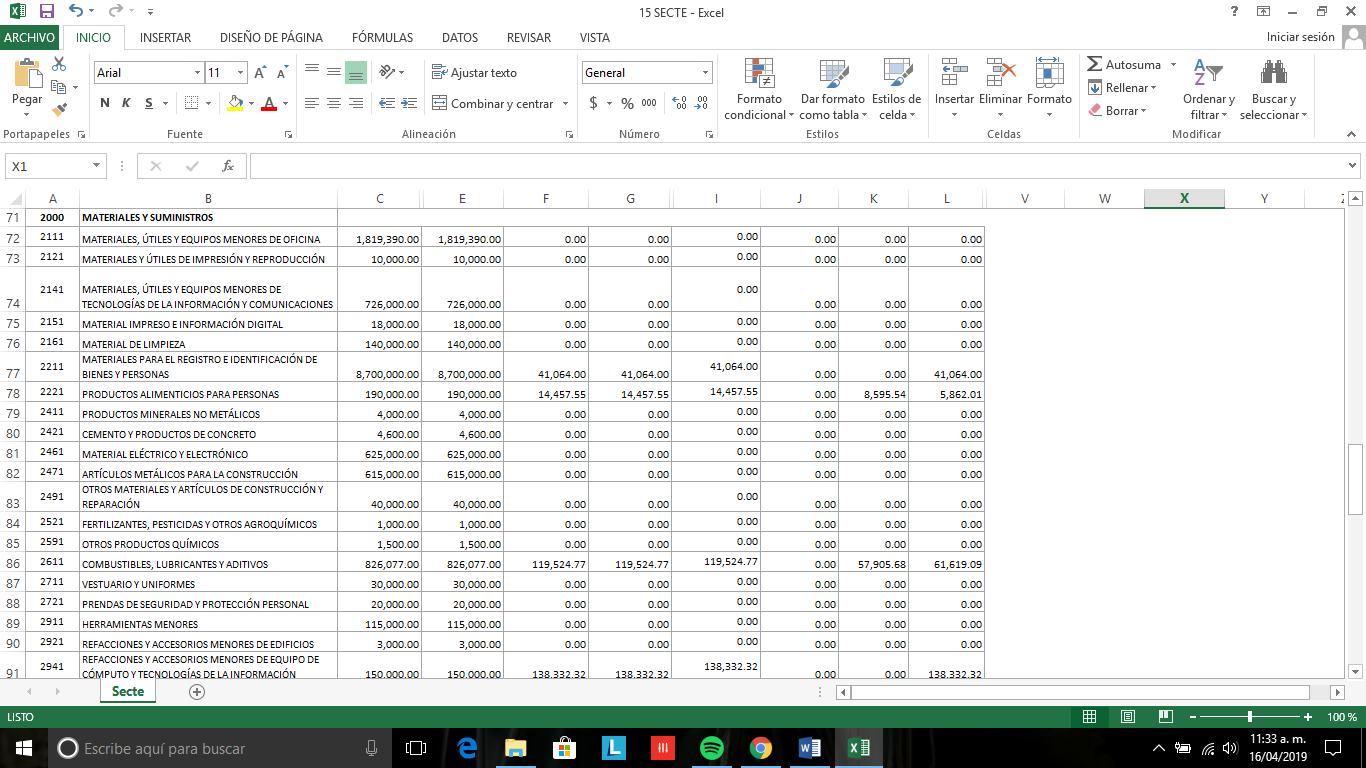 15 SECTE - Excel
?
ARCHIVO INICIO INSERTAR DISEÑO DE PÁGINA FÓRMULAS DATOS REVISAR VISTA Iniciar sesión
Pegar
Arial 11
N K S
Ajustar texto
Combinar y centrar
General
$ % 000
Formato condicional
Dar formato como tabla
Estilos de celda
Insertar Eliminar Formato
Autosuma
Rellenar
Borrar
Ordenar y filtrar
Buscar y seleccionar
Portapapeles Fuente Alineación Número Estilos Celdas Modificar
X1 fx
A B C E F G I J K L V W X Y Z
71 2000 MATERIALES Y SUMINISTROS
72 2111 MATERIALES, ÚTILES Y EQUIPOS MENORES DE OFICINA 1,819,390.00 1,819,390.00 0.00 0.00 0.00 0.00 0.00 0.00
73 2121 MATERIALES Y ÚTILES DE IMPRESIÓN Y REPRODUCCIÓN 10,000.00 10,000.00 0.00 0.00 0.00 0.00 0.00 0.00
2141 MATERIALES, ÚTILES Y EQUIPOS MENORES DE 0.00
74 TECNOLOGÍAS DE LA INFORMACIÓN Y COMUNICACIONES 726,000.00 726,000.00 0.00 0.00 0.00 0.00 0.00
75 2151 MATERIAL IMPRESO E INFORMACIÓN DIGITAL 18,000.00 18,000.00 0.00 0.00 0.00 0.00 0.00 0.00
76 2161 MATERIAL DE LIMPIEZA 140,000.00 140,000.00 0.00 0.00 0.00 0.00 0.00 0.00
2211 MATERIALES PARA EL REGISTRO E IDENTIFICACIÓN DE 41,064.00
77 BIENES Y PERSONAS 8,700,000.00 8,700,000.00 41,064.00 41,064.00 0.00 0.00 41,064.00
78 2221 PRODUCTOS ALIMENTICIOS PARA PERSONAS 190,000.00 190,000.00 14,457.55 14,457.55 14,457.55 0.00 8,595.54 5,862.01
79 2411 PRODUCTOS MINERALES NO METÁLICOS 4,000.00 4,000.00 0.00 0.00 0.00 0.00 0.00 0.00
80 2421 CEMENTO Y PRODUCTOS DE CONCRETO 4,600.00 4,600.00 0.00 0.00 0.00 0.00 0.00 0.00
81 2461 MATERIAL ELÉCTRICO Y ELECTRÓNICO 625,000.00 625,000.00 0.00 0.00 0.00 0.00 0.00 0.00
82 2471 ARTÍCULOS METÁLICOS PARA LA CONSTRUCCIÓN 615,000.00 615,000.00 0.00 0.00 0.00 0.00 0.00 0.00
2491 OTROS MATERIALES Y ARTÍCULOS DE CONSTRUCCIÓN Y 0.00
83 REPARACIÓN 40,000.00 40,000.00 0.00 0.00 0.00 0.00 0.00
84 2521 FERTILIZANTES, PESTICIDAS Y OTROS AGROQUÍMICOS 1,000.00 1,000.00 0.00 0.00 0.00 0.00 0.00 0.00
85 2591 OTROS PRODUCTOS QUÍMICOS 1,500.00 1,500.00 0.00 0.00 0.00 0.00 0.00 0.00
86 2611 COMBUSTIBLES, LUBRICANTES Y ADITIVOS 826,077.00 826,077.00 119,524.77 119,524.77 119,524.77 0.00 57,905.68 61,619.09
87 2711 VESTUARIO Y UNIFORMES 30,000.00 30,000.00 0.00 0.00 0.00 0.00 0.00 0.00
88 2721 PRENDAS DE SEGURIDAD Y PROTECCIÓN PERSONAL 20,000.00 20,000.00 0.00 0.00 0.00 0.00 0.00 0.00
89 2911 HERRAMIENTAS MENORES 115,000.00 115,000.00 0.00 0.00 0.00 0.00 0.00 0.00
90 2921 REFACCIONES Y ACCESORIOS MENORES DE EDIFICIOS 3,000.00 3,000.00 0.00 0.00 0.00 0.00 0.00 0.00
2941 REFACCIONES Y ACCESORIOS MENORES DE EQUIPO DE 138,332.32
91 CÓMPUTO Y TECNOLOGÍAS DE LA INFORMACIÓN 150,000.00 150,000.00 138,332.32 138,332.32 0.00 0.00 138,332.32
Secte
LISTO 100 %
Escribe aquí para buscar
11:33 a. m.
16/04/2019